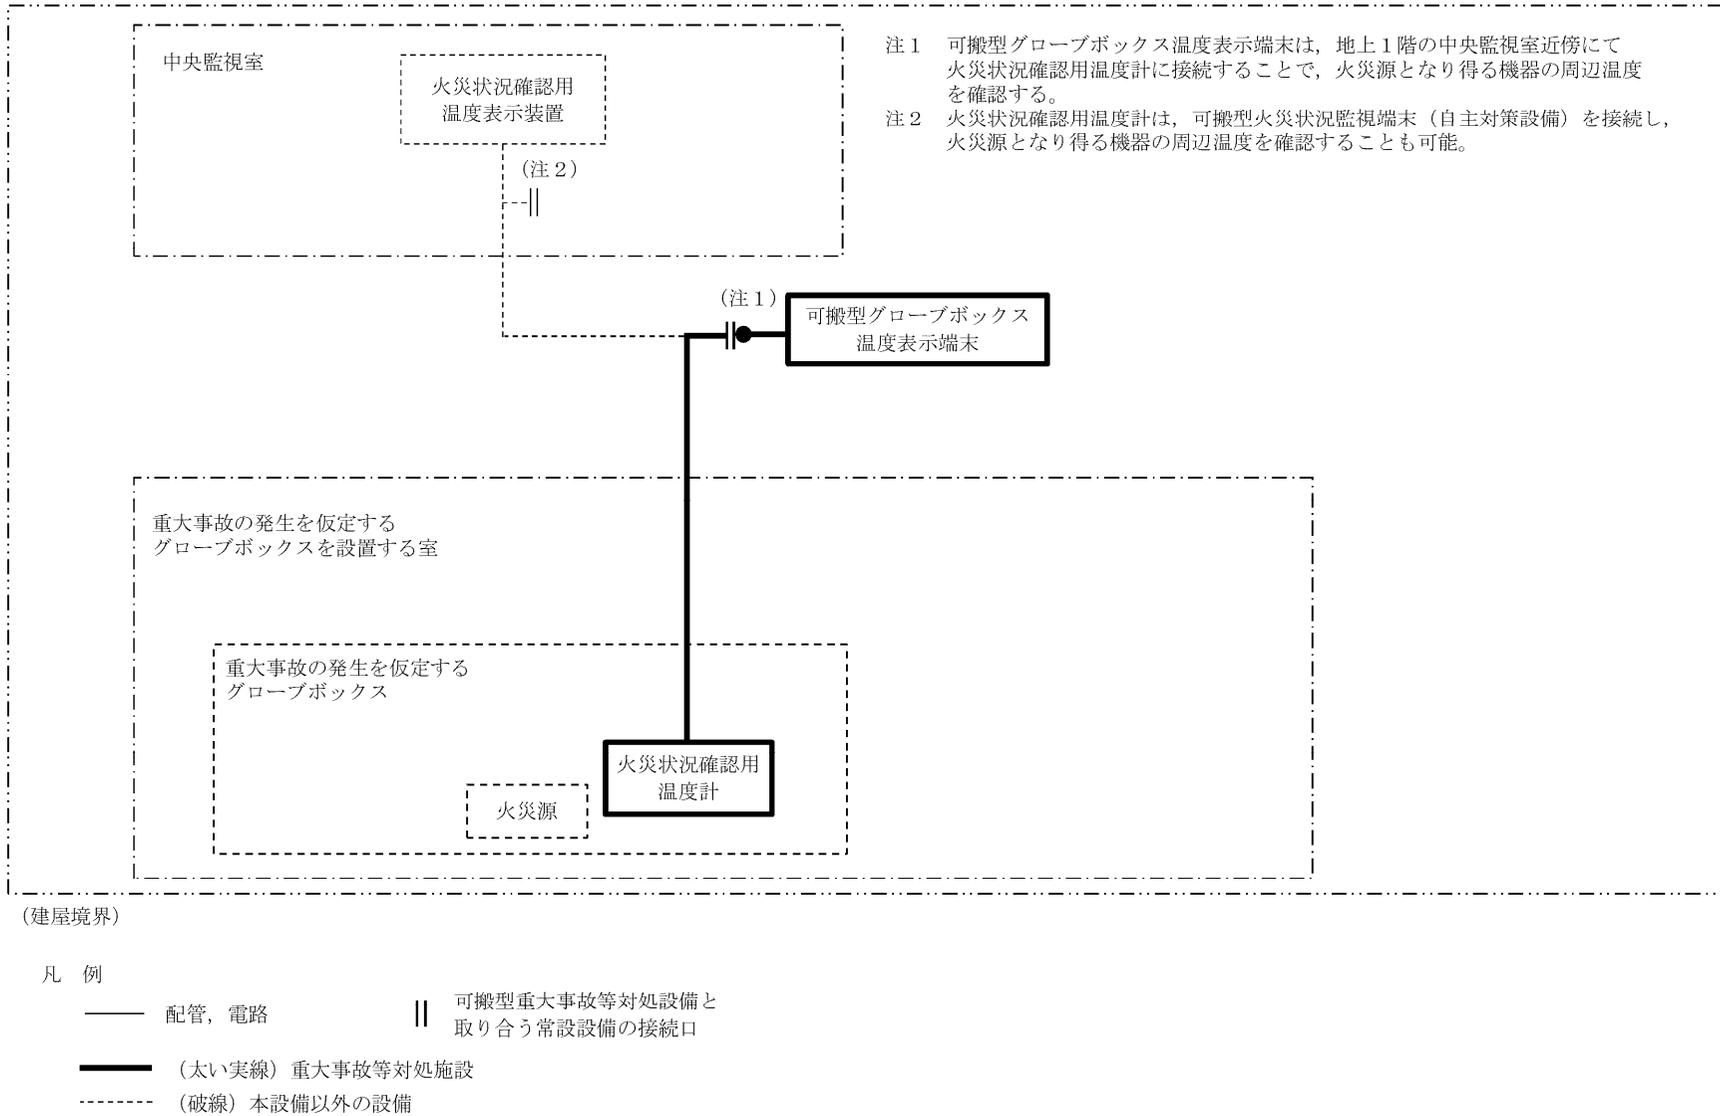 中央監視室
火災状況確認用
温度表示装置
（注２）
注１　可搬型グローブボックス温度表示端末は，地上１階の中央監視室近傍にて
火災状況確認用温度計に接続することで，火災源となり得る機器の周辺温度
を確認する。
注２　火災状況確認用温度計は，可搬型火災状況監視端末（自主対策設備）を接続し，
火災源となり得る機器の周辺温度を確認することも可能。
（注１）
可搬型グローブボックス
温度表示端末
重大事故の発生を仮定する
グローブボックスを設置する室
重大事故の発生を仮定する
グローブボックス
火災状況確認用
温度計
火災源
（建屋境界）
凡　例
配管，電路
可搬型重大事故等対処設備と
取り合う常設設備の接続口
（太い実線）重大事故等対処施設
（破線）本設備以外の設備